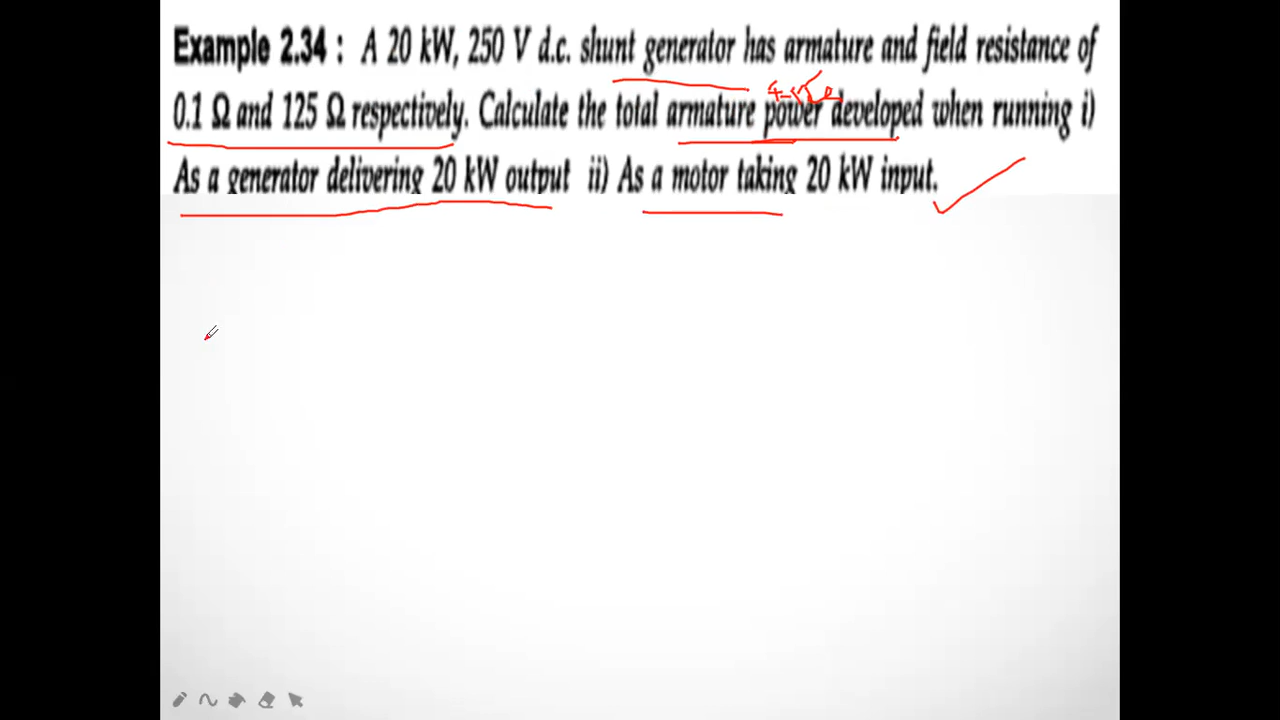 Example 2.34 : A 20 kW, 250 V d.c. shunt generator has armature and field resistance of
0.1 Ω and 125 Ω respectively. Calculate the total armature power developed when running i)
As a generator delivering 20 kW output ii) As a motor taking 20 kW input.